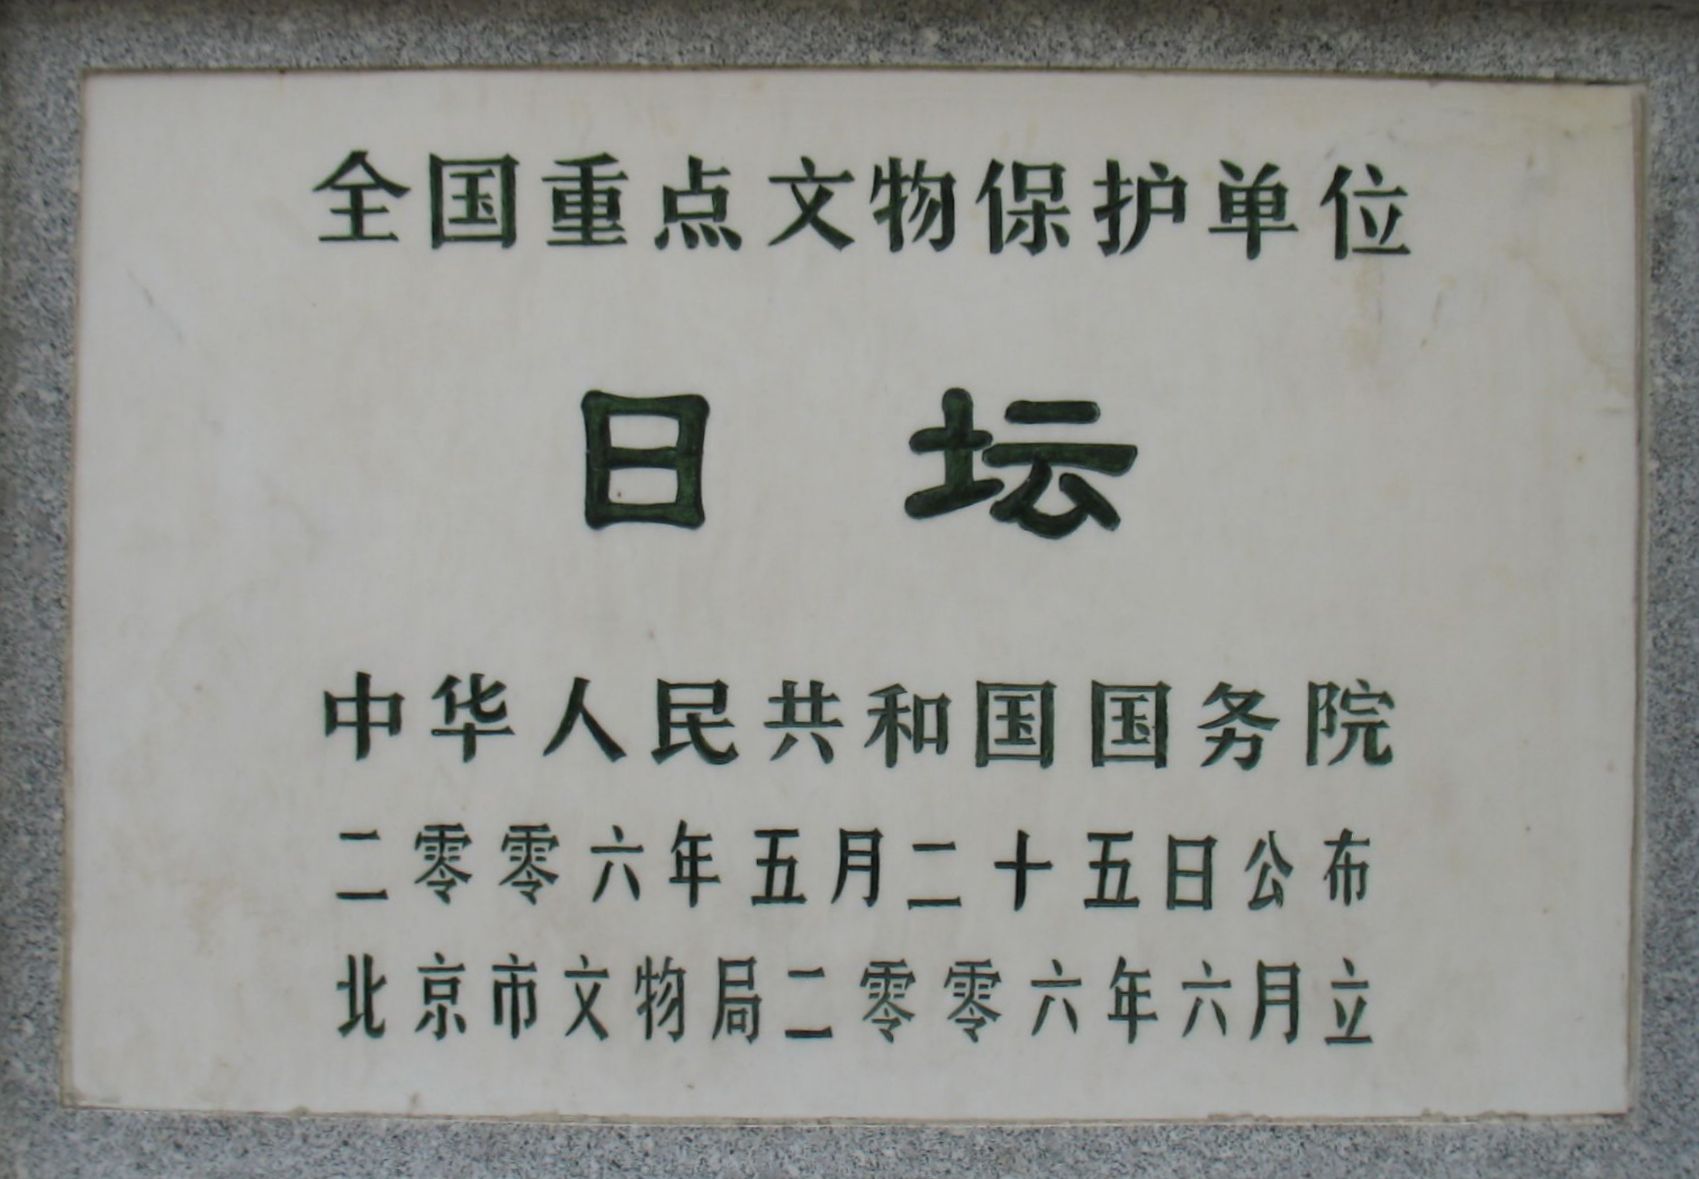 全国重点文物保护单位
日坛
中华人民共和国国务院
二零零六年五月二十五日公布
北京市文物局二零零六年六月立